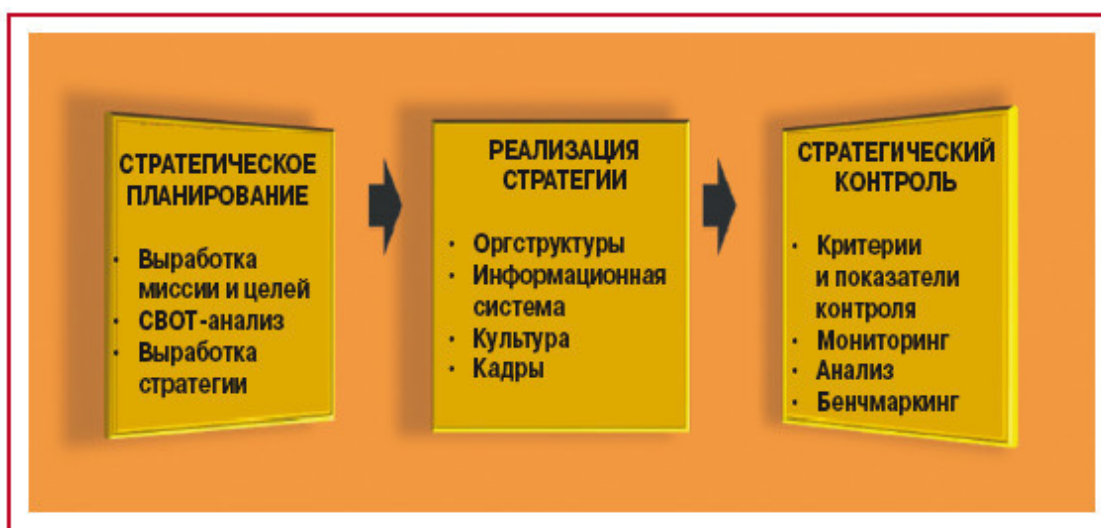 СТРАТЕГИЧЕСКОЕ
ПЛАНИРОВАНИЕ
• Выработка
миссии и целей
• СВОТ-анализ
• Выработка
стратегии
РЕАЛИЗАЦИЯ
СТРАТЕГИИ
• Оргструктуры
• Информационная
система
• Культура
• Кадры
СТРАТЕГИЧЕСКИЙ
КОНТРОЛЬ
• Критерии
и показатели
контроля
• Мониторинг
• Анализ
• Бенчмаркинг